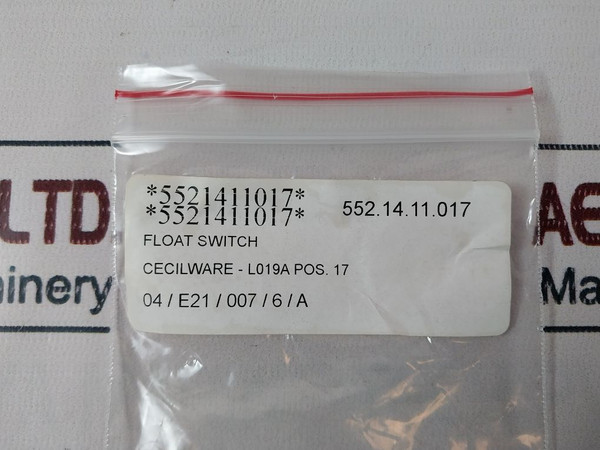 *5521411017*
*5521411017* 552.14.11.017
FLOAT SWITCH
CECILWARE - L019A POS. 17
04 / E21 / 007 / 6 / A
LTD
AE
inery
Ma